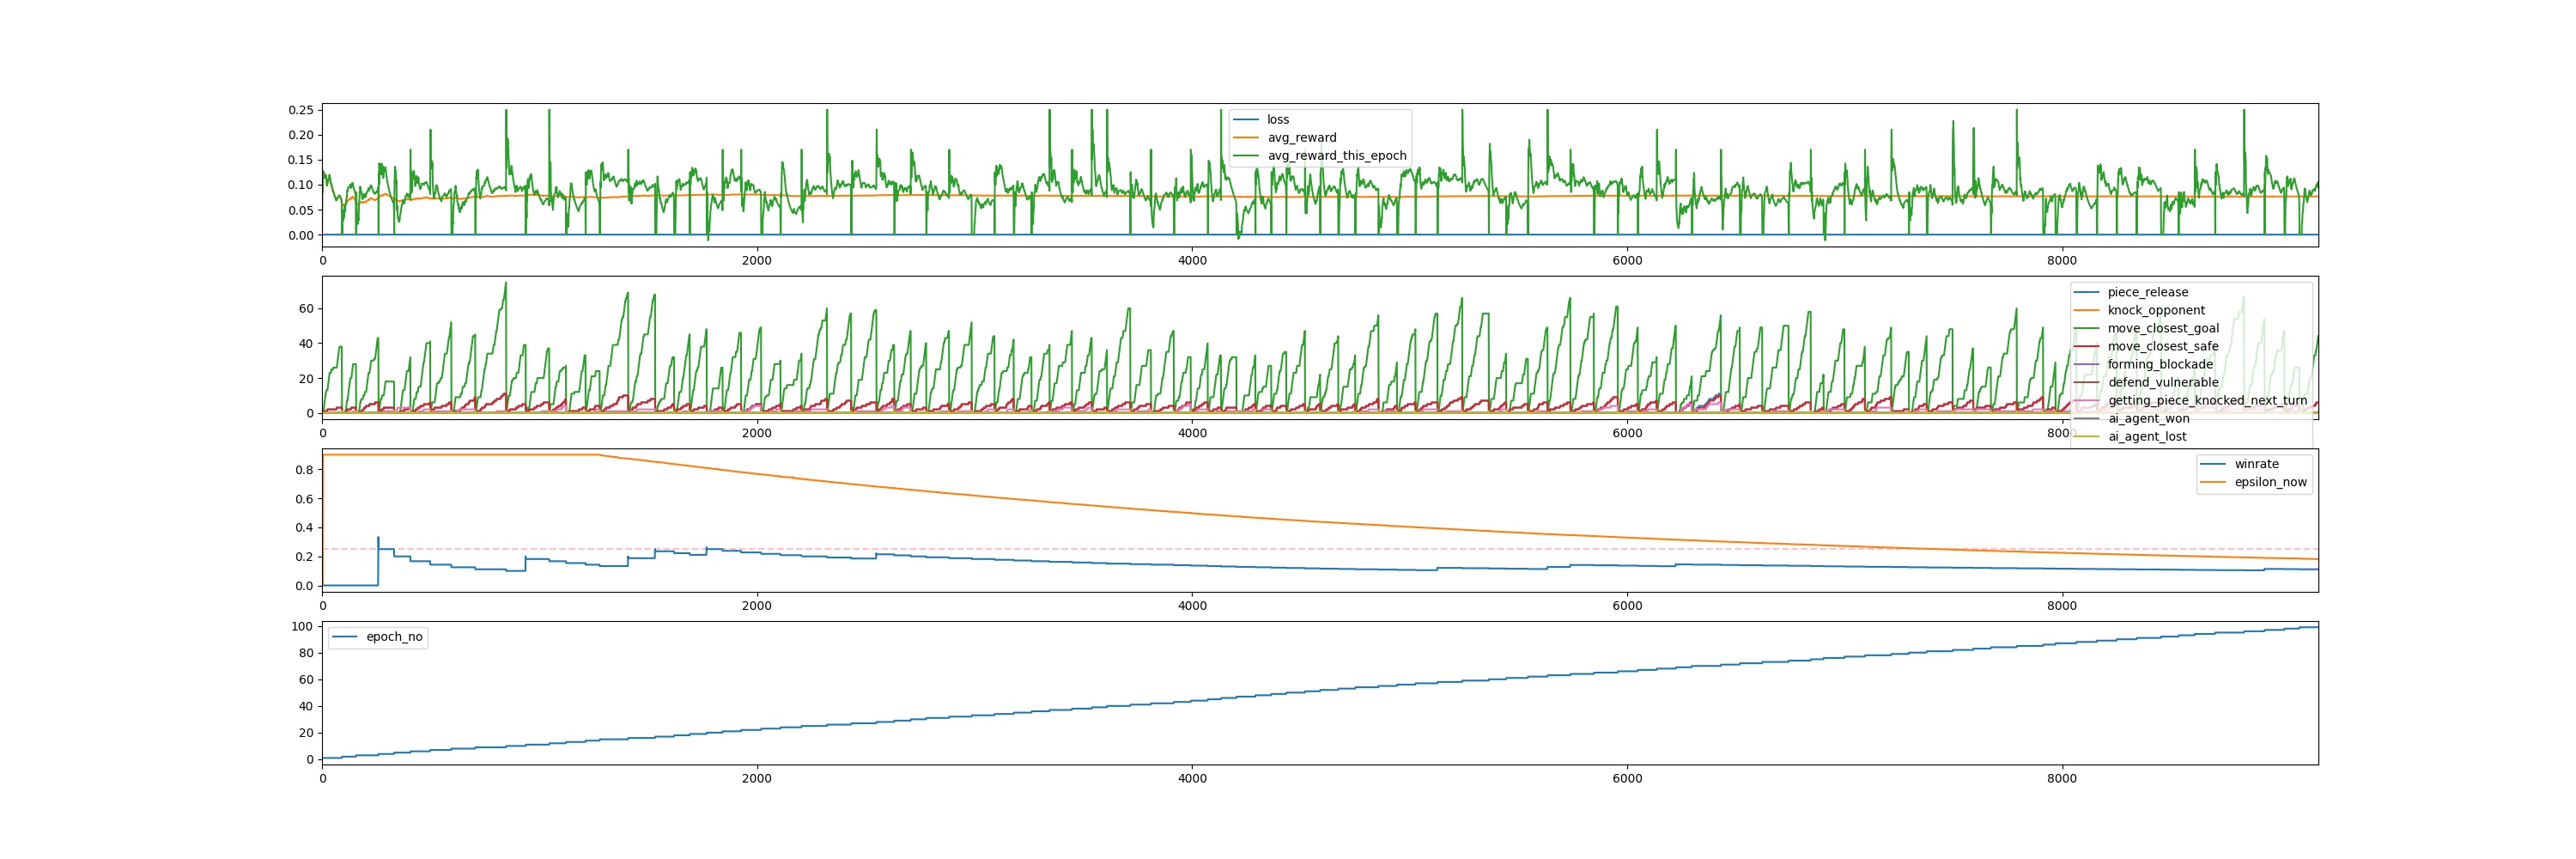 0.25
0.20
0.15
0.10
0.05
0.00
loss
avg_reward
avg_reward_this_epoch
0 2000 4000 6000 8000
60
40
20
0
piece_release
knock_opponent
move_closest_goal
move_closest_safe
forming_blockade
defend_vulnerable
getting_piece_knocked_next_turn
ai_agent_won
ai_agent_lost
0 2000 4000 6000 8000
0.8
0.6
0.4
0.2
0.0
winrate
epsilon_now
0 2000 4000 6000 8000
100
80
60
40
20
0
epoch_no
0 2000 4000 6000 8000